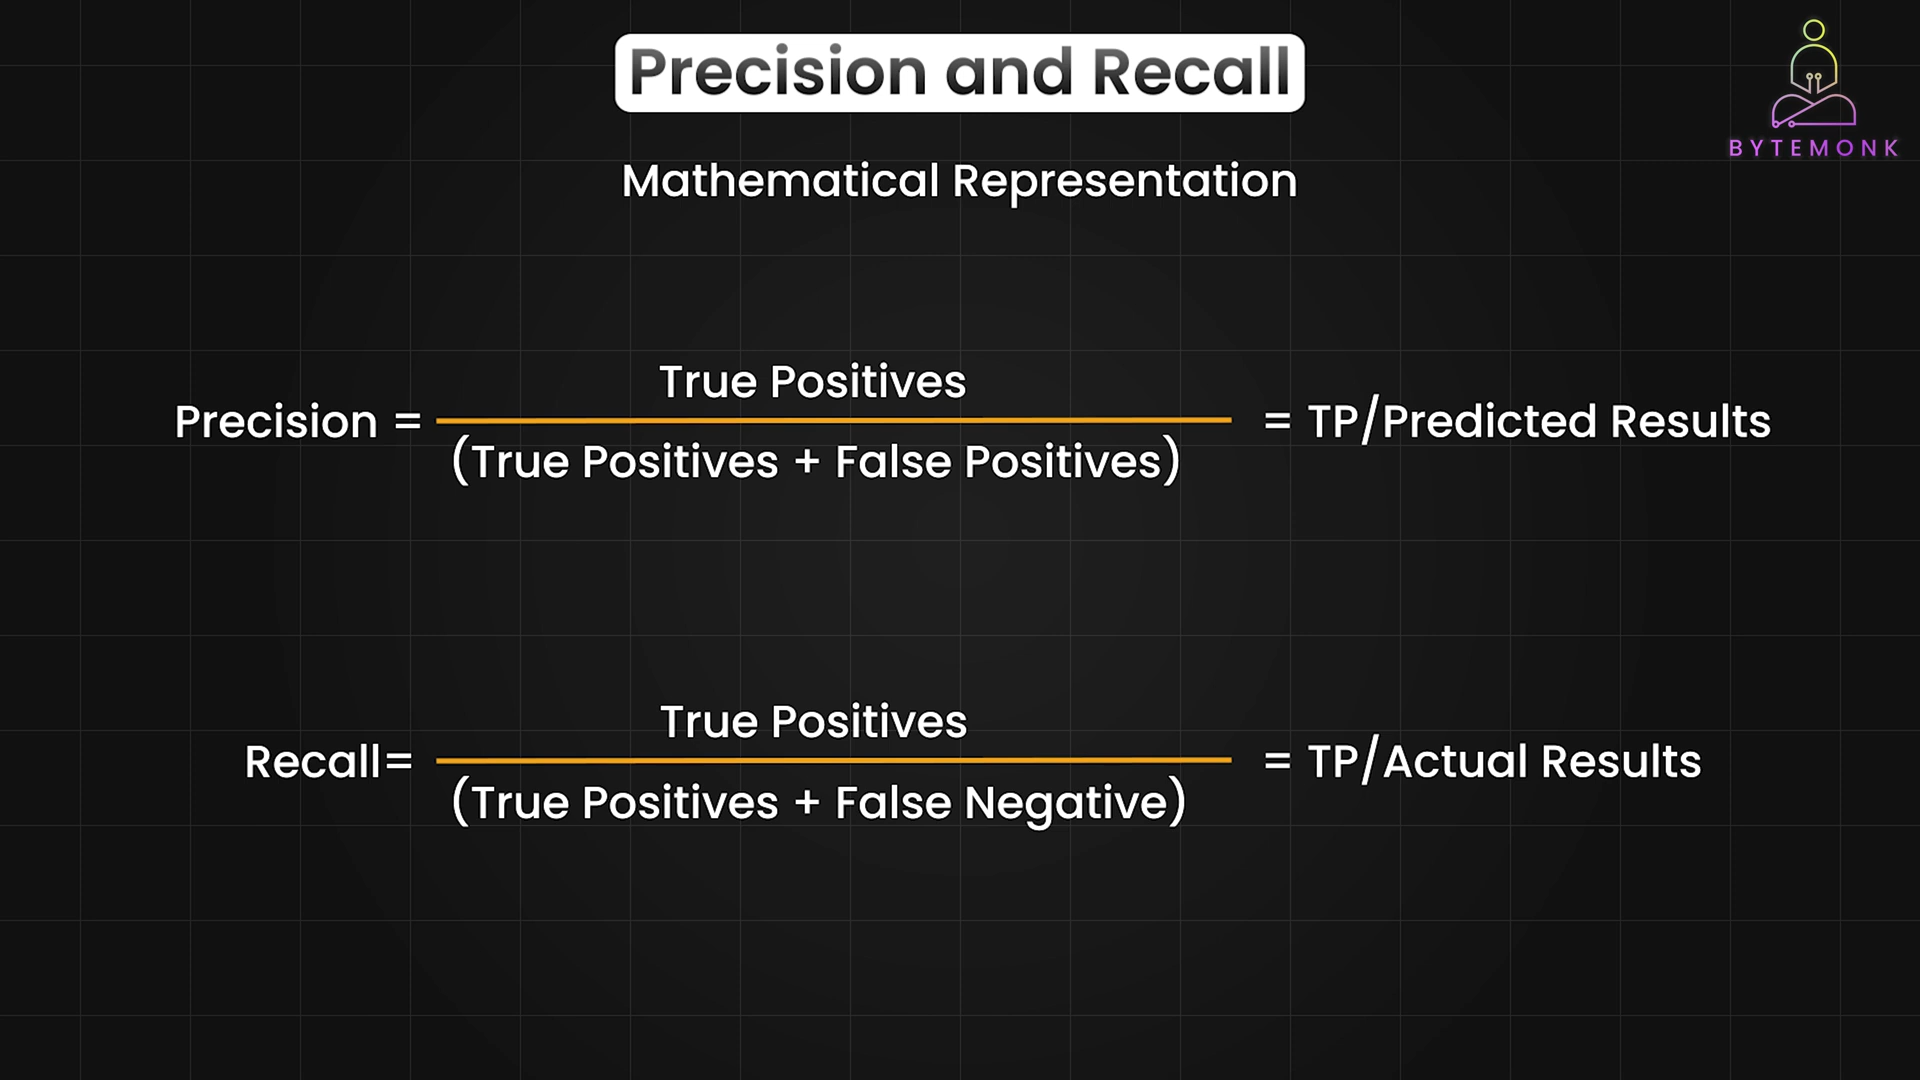 Precision and Recall
BYTEMONK
Mathematical Representation
True Positives
Precision = = TP/Predicted Results
(True Positives + False Positives)
True Positives
Recall= = TP/Actual Results
(True Positives + False Negative)